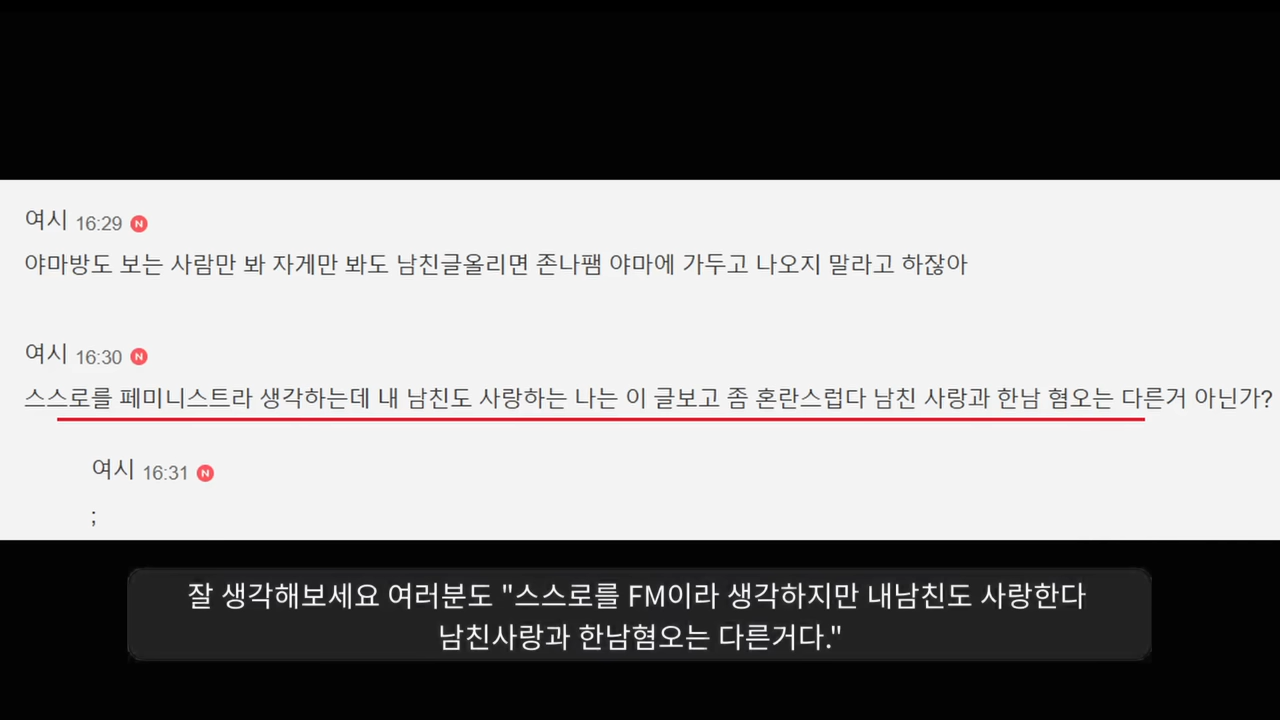 여시 16:29 N
야마방도 보는 사람만 봐 자게만 봐도 남친글올리면 존나팸 야마에 가두고 나오지 말라고 하잖아
여시 16:30 N
스스로를 페미니스트라 생각하는데 내 남친도 사랑하는 나는 이 글보고 좀 혼란스럽다 남친 사랑과 한남 혐오는 다른거 아닌가?
여시 16:31 N
;
잘 생각해보세요 여러분도 "스스로를 FM이라 생각하지만 내남친도 사랑한다
남친사랑과 한남혐오는 다른거다."